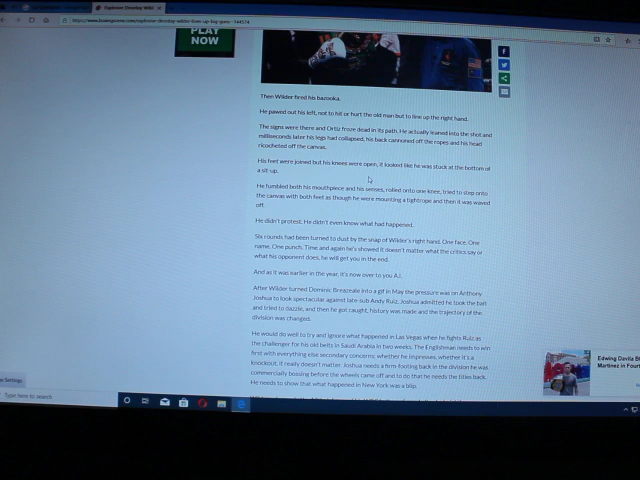 https://www.boxingscene.com/
PLAY
NOW
Then Wilder fired his bazooka.
He pawed out his left, not to hit or hurt the old man but to line up the right hand.
The signs were there and Ortiz froze dead in its path. He actually leaned into the shot and
milliseconds later his legs had collapsed, his back cannoned off the ropes and his head
ricocheted off the canvas.
His feet were joined but his knees were open, it looked like he was stuck at the bottom of
a sit-up.
He fumbled both his mouthpiece and his senses, rolled onto one knee, tried to step onto
the canvas with both feet as though he were mounting a tightrope and then it was waved
off.
He didn't protest. He didn't even know what had happened.
Six rounds had been turned to dust by the snap of Wilder's right hand. One face. One
name. One punch. Time and again he's showed it doesn't matter what the critics say or
what his opponent does, he will get you in the end.
And as it was earlier in the year, it's now over to you AJ.
After Wilder turned Dominic Breazeale into a gif in May the pressure was on Anthony
Joshua to look spectacular against late-sub Andy Ruiz. Joshua admitted he took the bait
and tried to dazzle, and then he got caught, history was made and the trajectory of the
division was changed.
He would do well to try and ignore what happened in Las Vegas when he fights Ruiz as
the challenger for his old belts in Saudi Arabia in two weeks. The Englishman needs to win
first with everything else secondary concerns; whether he impresses, whether it's a
knockout, it really doesn't matter. Joshua needs a firm-footing back in the division he was
commercially bossing before the wheels came off and to do that he needs the titles back.
He needs to show that what happened in New York was a blip.
Edwing Davila
Martinez in
Settings
Type here to search